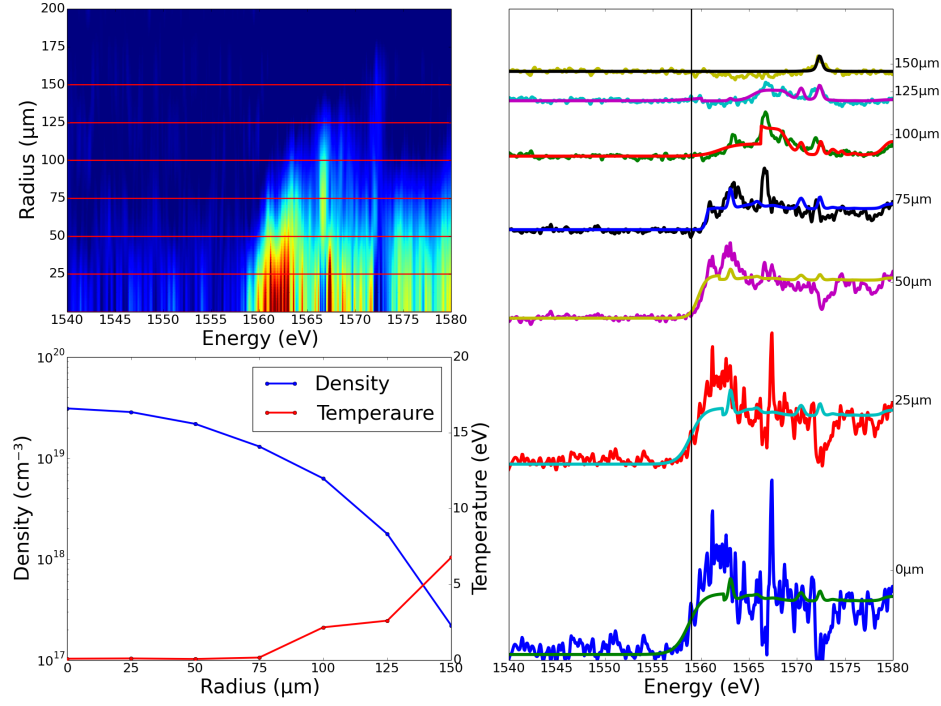 200
175
150
125
100
75
50
25
1540 1545 1550 1555 1560 1565 1570 1575 1580
Radius (μm)
Energy (eV)
10²⁰
10¹⁹
10¹⁸
10¹⁷
Density (cm⁻³)
Density
Temperaure
20
15
10
5
0
Temperature (eV)
0 25 50 75 100 125 150
Radius (μm)
150μm
125μm
100μm
75μm
50μm
25μm
0μm
1540 1545 1550 1555 1560 1565 1570 1575 1580
Energy (eV)